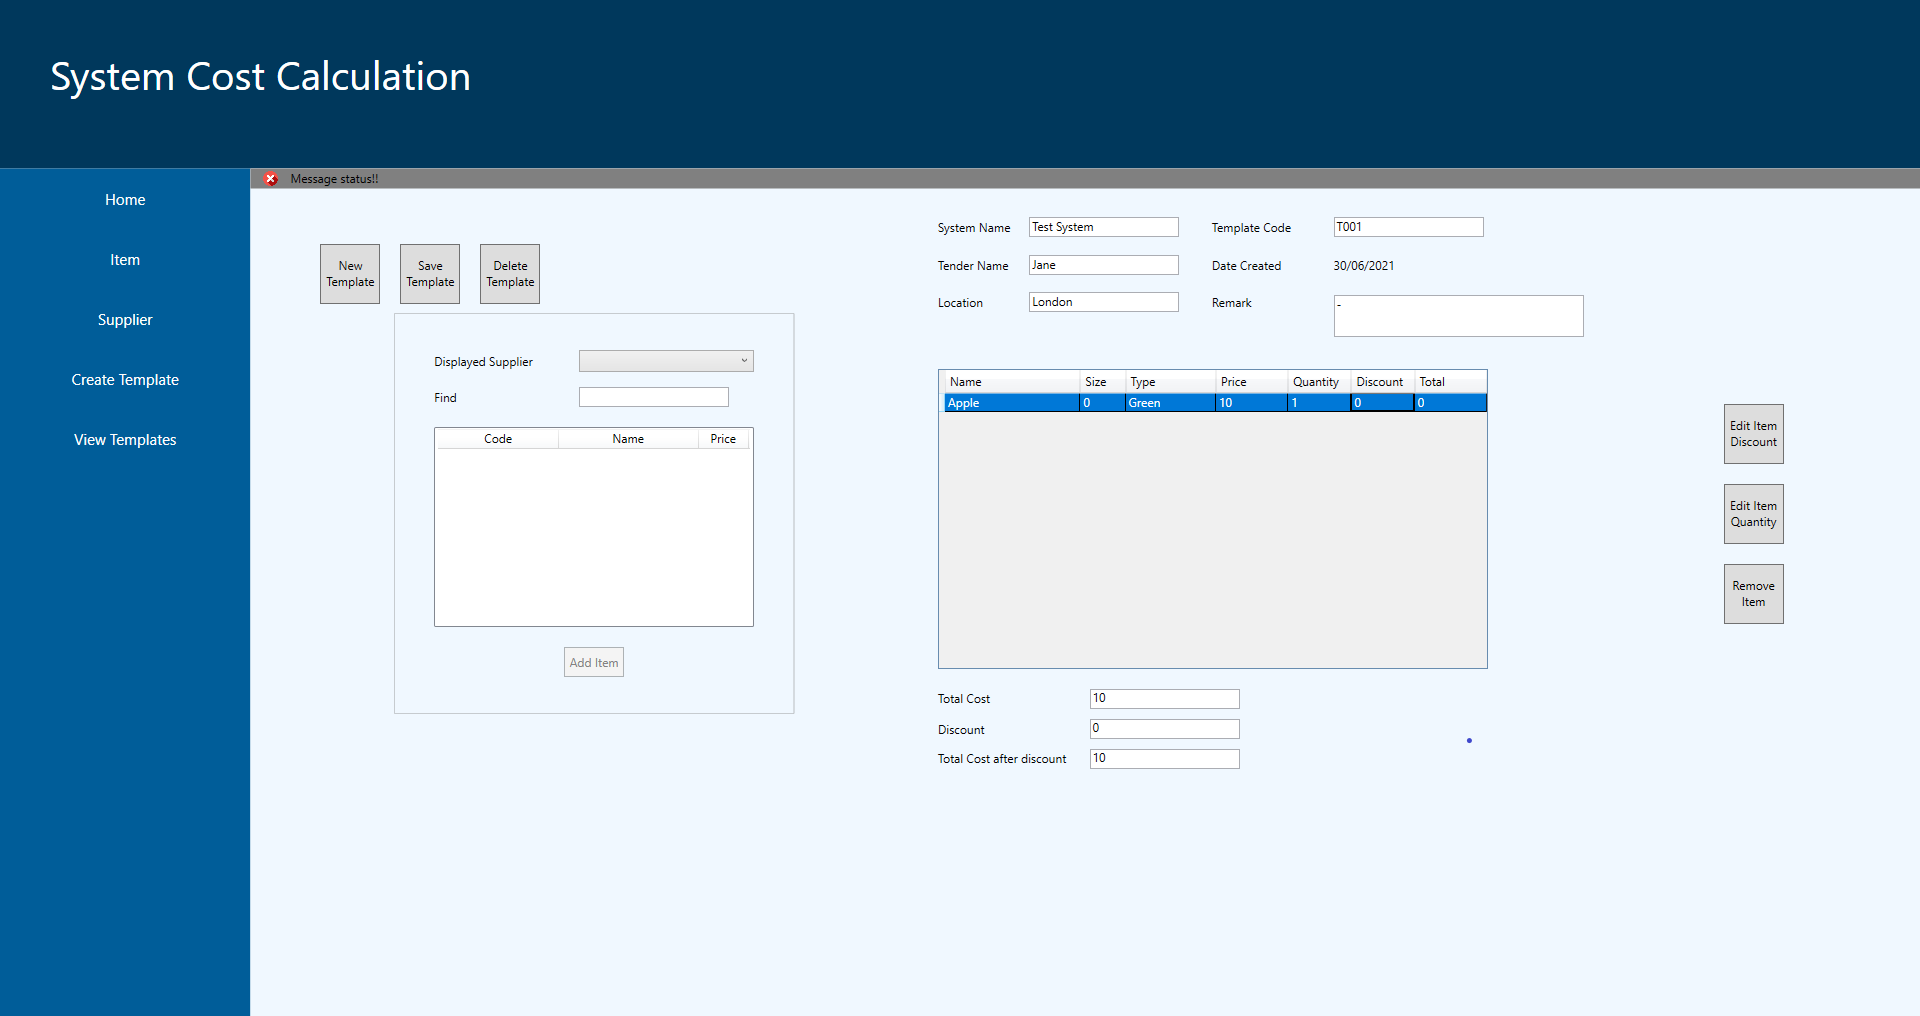 System Cost Calculation
Message status!!
Home
Item
Supplier
Create Template
View Templates
New
Template
Save
Template
Delete
Template
Displayed Supplier
Find
Code Name Price
Add Item
System Name Test System Template Code T001
Tender Name Jane Date Created 30/06/2021
Location London Remark -
Name Size Type Price Quantity Discount Total
Apple 0 Green 10 1 0 0
Edit Item
Discount
Edit Item
Quantity
Remove
Item
Total Cost 10
Discount 0
Total Cost after discount 10